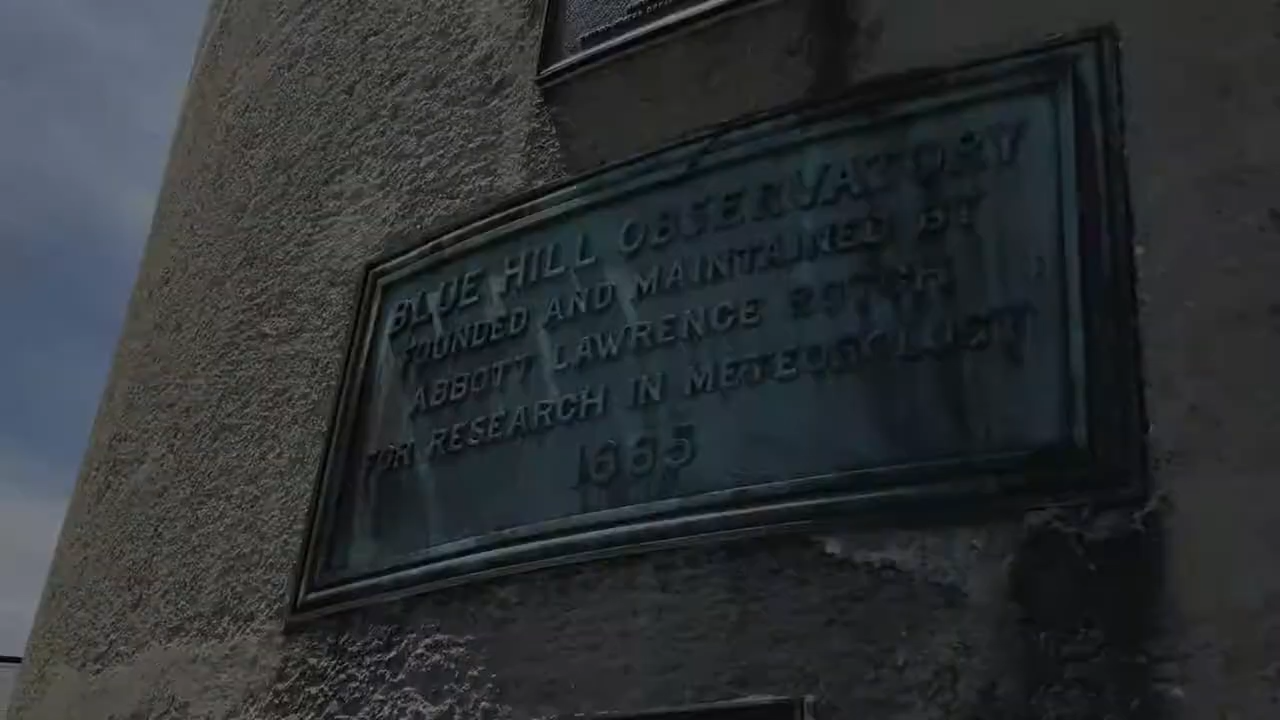 BLUE HILL OBSERVATORY
FOUNDED AND MAINTAINED BY
ABBOTT LAWRENCE ROTCH
FOR RESEARCH IN METEOROLOGY
1885